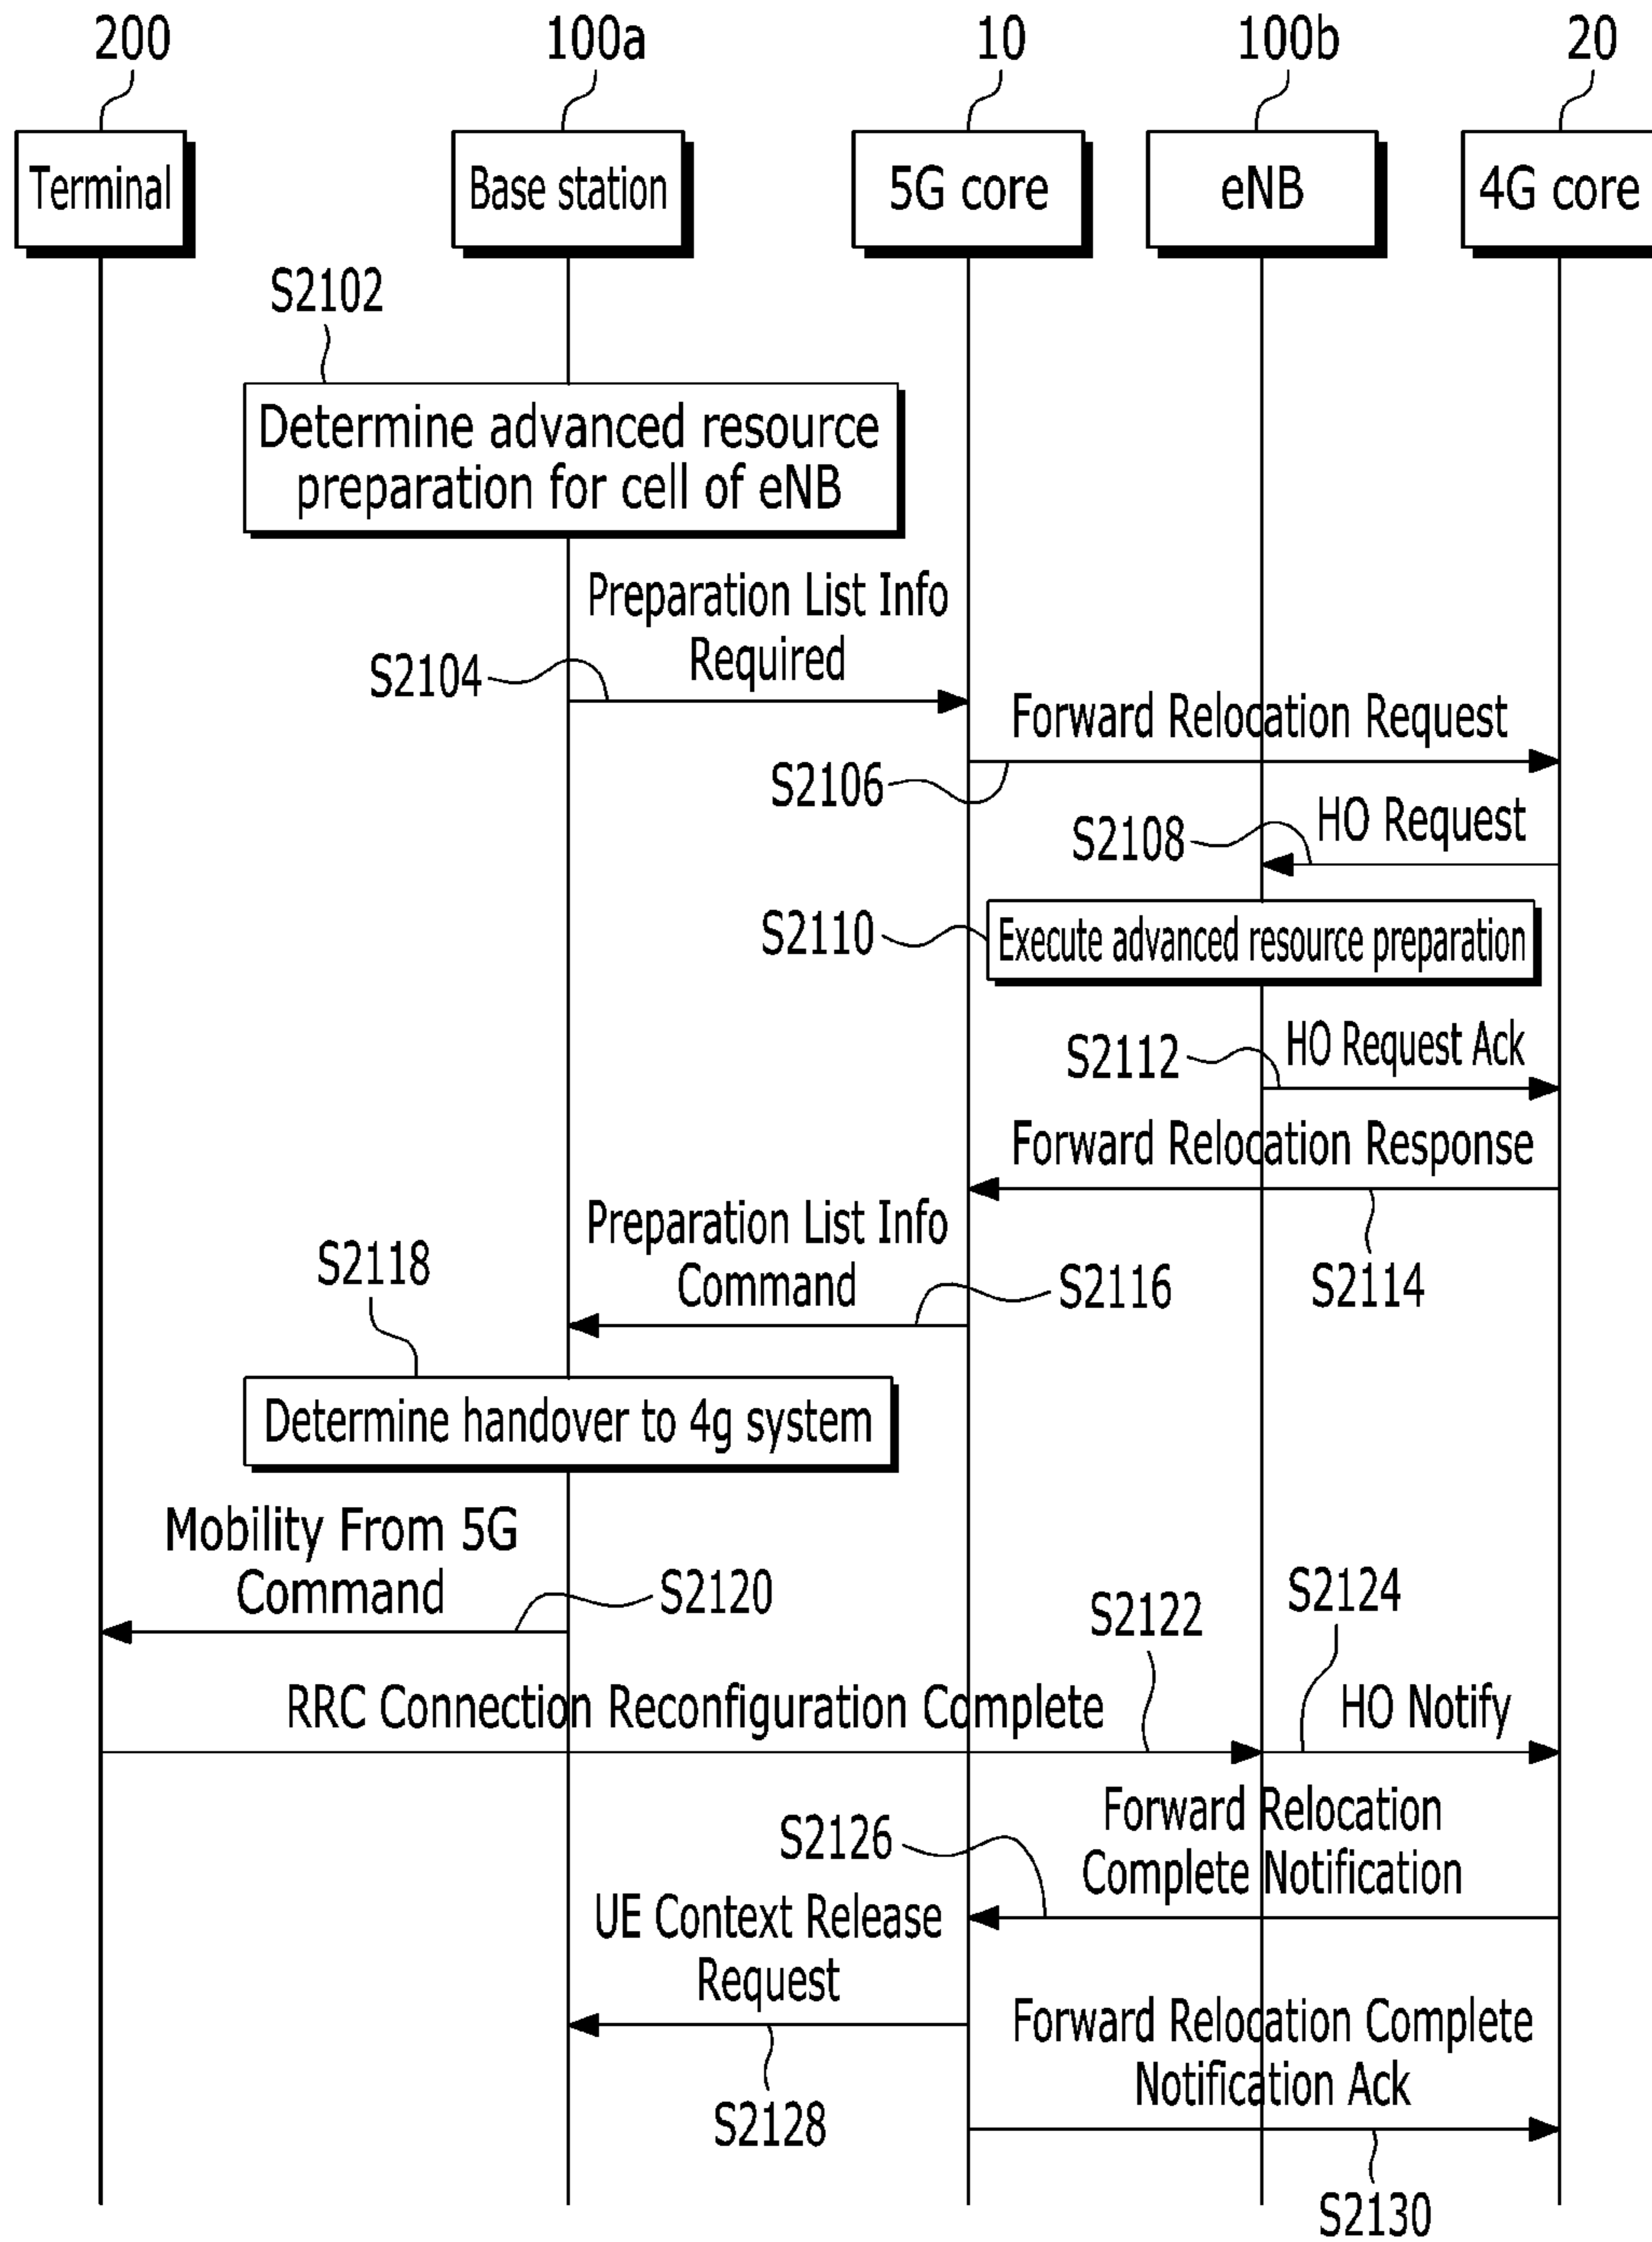 200
100a
10
100b
20
Terminal
Base station
5G core
eNB
4G core
S2102
Determine advanced resource
preparation for cell of eNB
Preparation List Info
Required
S2104
Forward Relocation Request
S2106
HO Request
S2108
S2110
Execute advanced resource preparation
HO Request Ack
S2112
Forward Relocation Response
S2114
Preparation List Info
Command
S2116
S2118
Determine handover to 4g system
Mobility From 5G
Command
S2120
S2122
S2124
RRC Connection Reconfiguration Complete
HO Notify
Forward Relocation
Complete Notification
S2126
UE Context Release
Request
S2128
Forward Relocation Complete
Notification Ack
S2130